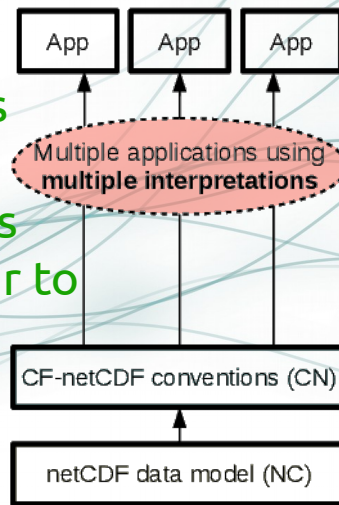 App App App
s
Multiple applications using
multiple interpretations
s
r to
CF-netCDF conventions (CN)
netCDF data model (NC)